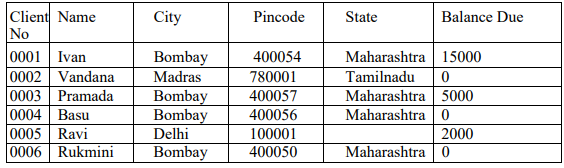 Client No Name City Pincode State Balance Due
0001 Ivan Bombay 400054 Maharashtra 15000
0002 Vandana Madras 780001 Tamilnadu 0
0003 Pramada Bombay 400057 Maharashtra 5000
0004 Basu Bombay 400056 Maharashtra 0
0005 Ravi Delhi 100001 2000
0006 Rukmini Bombay 400050 Maharashtra 0